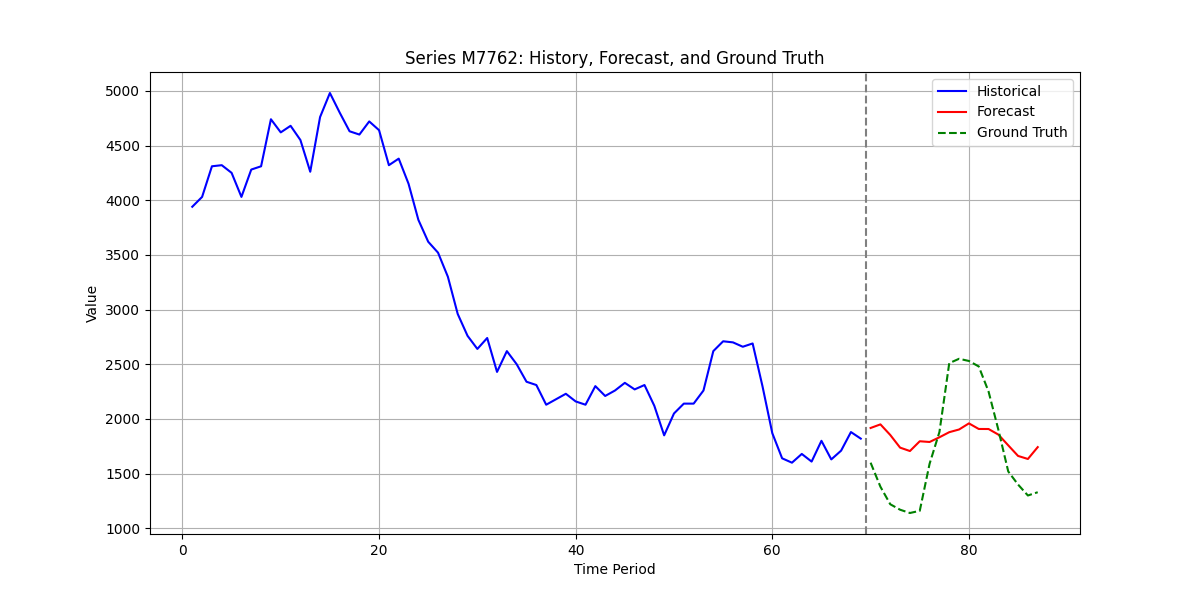 Series M7762: History, Forecast, and Ground Truth
Historical
Forecast
Ground Truth
Value
5000
4500
4000
3500
3000
2500
2000
1500
1000
0
20
40
60
80
Time Period